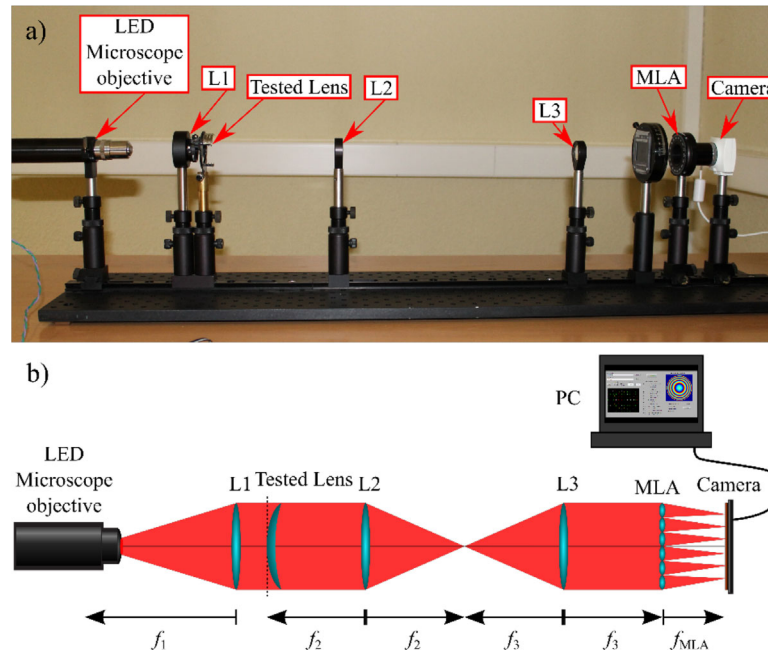 a)
LED
Microscope
objective
L1
Tested Lens
L2
L3
MLA
Camera
b)
PC
LED
Microscope
objective
L1
Tested Lens
L2
L3
MLA
Camera
f1
f2
f2
f3
f3
fMLA